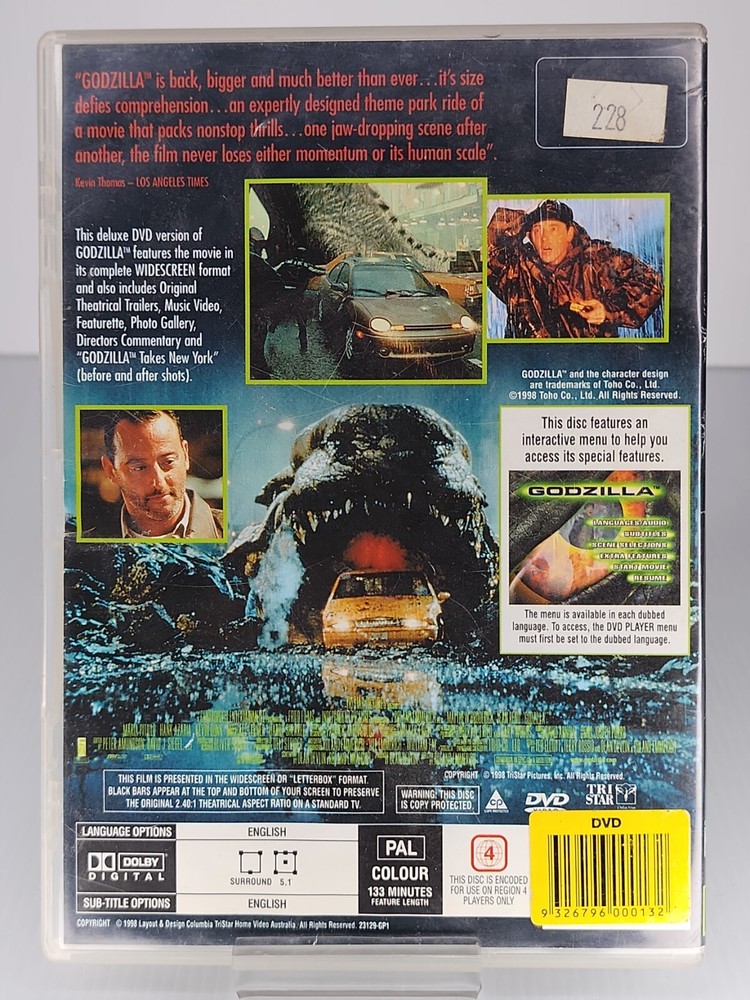 “GODZILLA™ is back, bigger and much better than ever...it's size
defies comprehension...an expertly designed theme park ride of
a movie that packs nonstop thrills...one jaw-dropping scene after
another, the film never loses either momentum or its human scale”.
Kevin Thomas – LOS ANGELES TIMES
228
This deluxe DVD version of
GODZILLA™ features the movie in
its complete WIDESCREEN format
and also includes Original
Theatrical Trailers, Music Video,
Featurette, Photo Gallery,
Directors Commentary and
“GODZILLA™ Takes New York”
(before and after shots).
GODZILLA™ and the character design
are trademarks of Toho Co., Ltd.
©1998 Toho Co., Ltd. All Rights Reserved.
This disc features an
interactive menu to help you
access its special features.
GODZILLA™
LANGUAGES/AUDIO
SUBTITLES
SCENE SELECTIONS
EXTRA FEATURES
START MOVIE
RESUME
The menu is available in each dubbed
language. To access, the DVD PLAYER menu
must first be set to the dubbed language.
COPYRIGHT © 1998 TriStar Pictures, Inc. All Rights Reserved.
THIS FILM IS PRESENTED IN THE WIDESCREEN OR “LETTERBOX” FORMAT.
BLACK BARS APPEAR AT THE TOP AND BOTTOM OF YOUR SCREEN TO PRESERVE
THE ORIGINAL 2.40:1 THEATRICAL ASPECT RATIO ON A STANDARD TV.
WARNING: THIS DISC
IS COPY PROTECTED.
DVD
VIDEO
TRI
STAR
LANGUAGE OPTIONS
ENGLISH
DOLBY
DIGITAL
SURROUND 5.1
SUB-TITLE OPTIONS
ENGLISH
PAL
COLOUR
133 MINUTES
FEATURE LENGTH
4
THIS DISC IS ENCODED
FOR USE ON REGION 4
PLAYERS ONLY
DVD
9 326796 000132
COPYRIGHT © 1998 Layout & Design Columbia TriStar Home Video Australia. All Rights Reserved. 23129-GP1